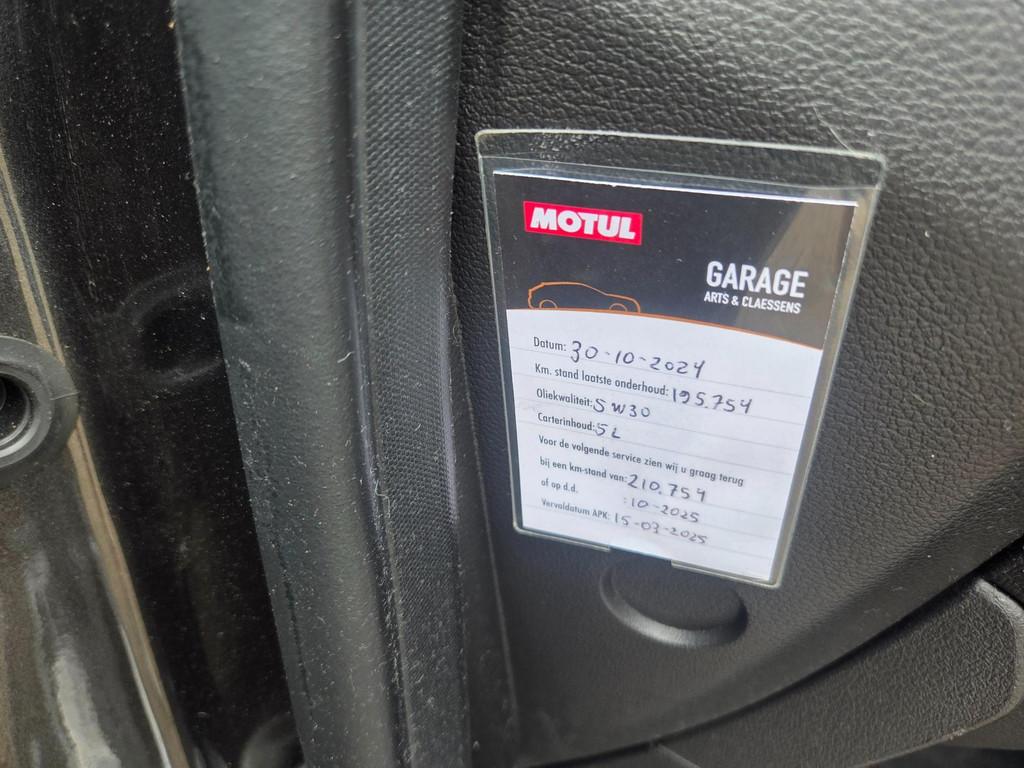 MOTUL
GARAGE
ARTS & CLAESSENS
Datum: 30-10-2024
Km. stand laatste onderhoud: 195.754
Oliekwaliteit: 5W30
Carterinhoud: 5L
Voor de volgende service zien wij u graag terug
bij een km-stand van: 210.754
of op d.d. :10-2025
Vervaldatum APK: 15-03-2025